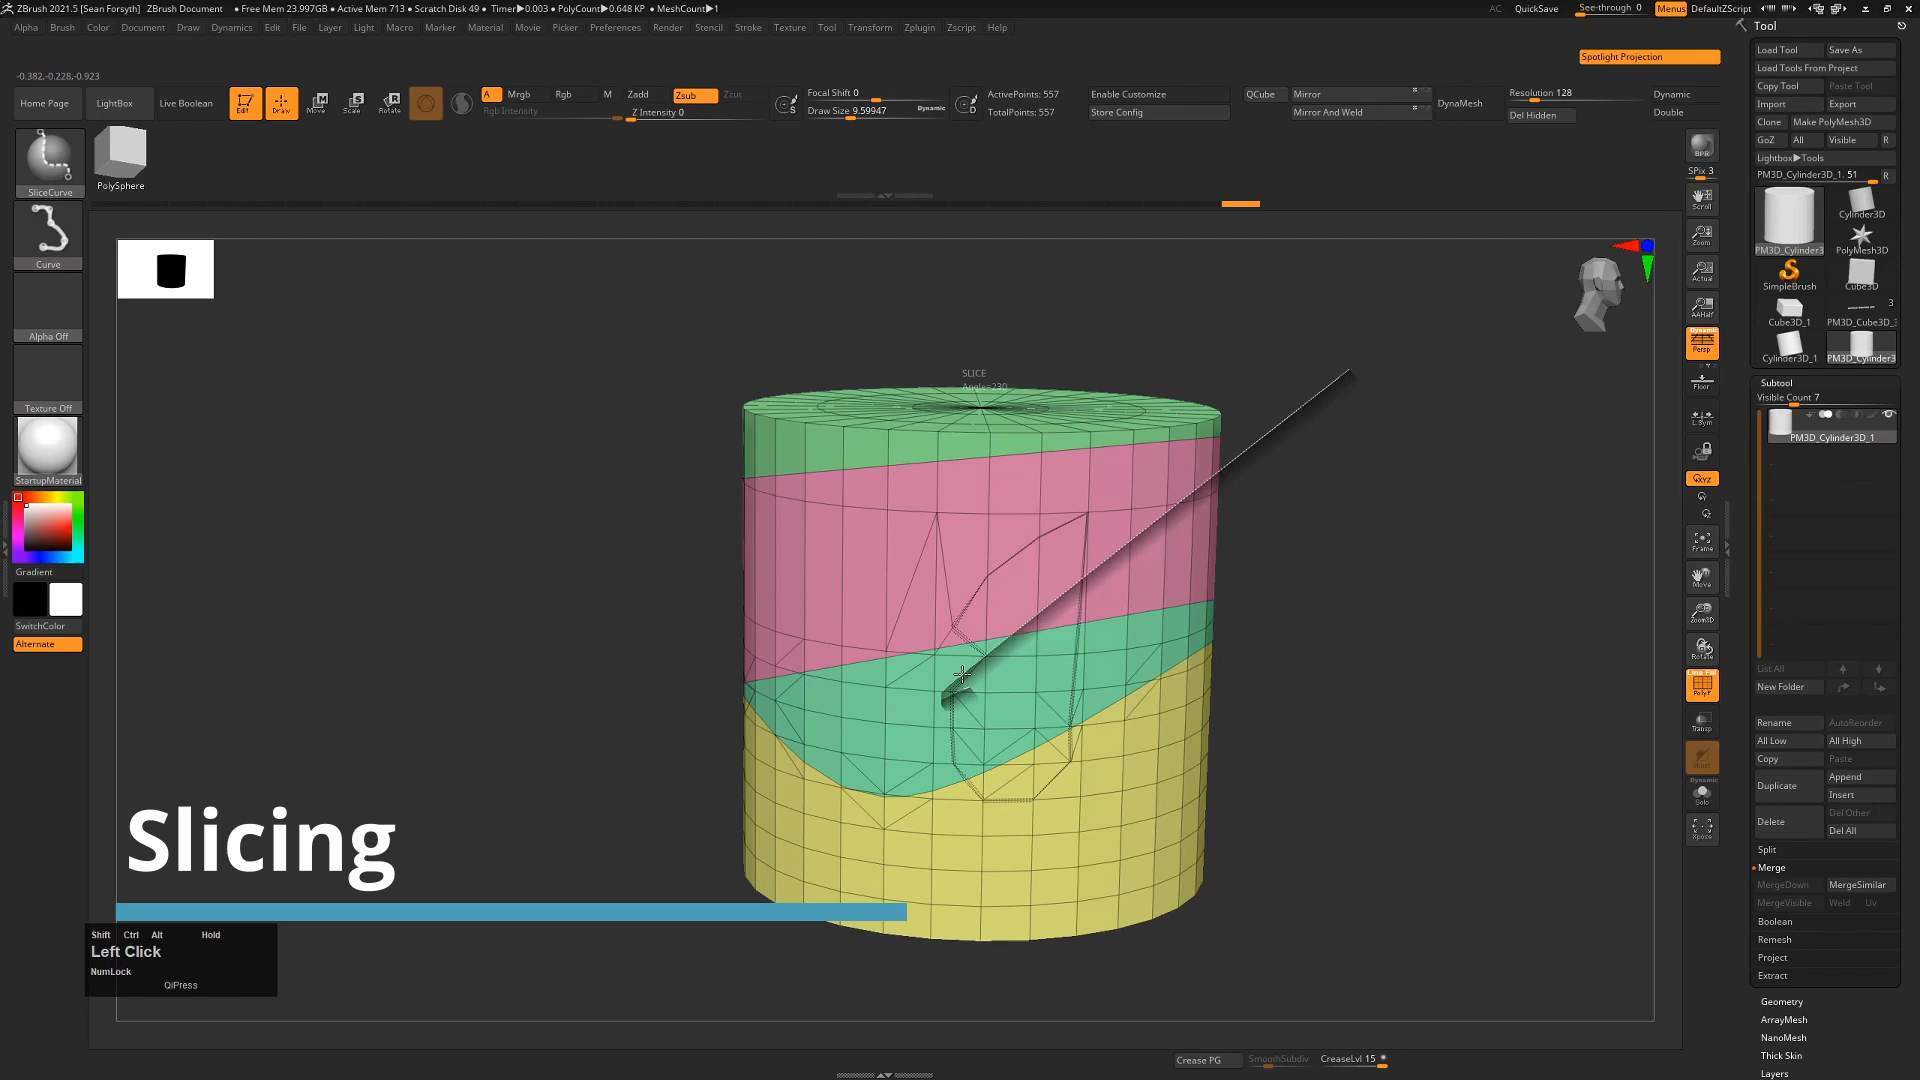 ZBrush 2021.5 [Sean Forsyth] ZBrush Document • Free Mem 23.997GB • Active Mem 713 • Scratch Disk 49 • Timer▶0.003 • PolyCount▶0.648 KP • MeshCount▶1 AC QuickSave See-through 0 Menus DefaultZScript
Alpha Brush Color Document Draw Dynamics Edit File Layer Light Macro Marker Material Movie Picker Preferences Render Stencil Stroke Texture Tool Transform Zplugin Zscript Help
Spotlight Projection
-0.382,-0.228,-0.923
Home Page LightBox Live Boolean Edit Draw Move Scale Rotate
A Mrgb Rgb M Zadd Zsub Zcut
Rgb Intensity Z Intensity 0
Focal Shift 0
Draw Size 9.59947 Dynamic
ActivePoints: 557
TotalPoints: 557
Enable Customize
Store Config
QCube Mirror
Mirror And Weld
DynaMesh
Resolution 128
Del Hidden
Dynamic
Double
SliceCurve
PolySphere
Curve
Alpha Off
Texture Off
StartupMaterial
Gradient
SwitchColor
Alternate
SLICE
Angle=230
Slicing
Shift Ctrl Alt Hold
Left Click
NumLock
QiPress
Crease PG SmoothSubdiv CreaseLvl 15
BPR
SPix 3
Scroll
Zoom
Actual
AAHalf
Dynamic
Persp
Floor
L.Sym
XYZ
Frame
Move
Zoom3D
Rotate
Line Fill
PolyF
Transp
Ghost
Dynamic
Solo
Xpose
Tool
Load Tool Save As
Load Tools From Project
Copy Tool Paste Tool
Import Export
Clone Make PolyMesh3D
GoZ All Visible R
Lightbox▶Tools
PM3D_Cylinder3D_1. 51 R
PM3D_Cylinder3
Cylinder3D
PolyMesh3D
SimpleBrush
Cube3D
Cube3D_1
3
PM3D_Cube3D_3
Cylinder3D_1
PM3D_Cylinder3
Subtool
Visible Count 7
PM3D_Cylinder3D_1
List All
New Folder
Rename AutoReorder
All Low All High
Copy Paste
Duplicate Append
Insert
Delete Del Other
Del All
Split
Merge
MergeDown MergeSimilar
MergeVisible Weld Uv
Boolean
Remesh
Project
Extract
Geometry
ArrayMesh
NanoMesh
Thick Skin
Layers